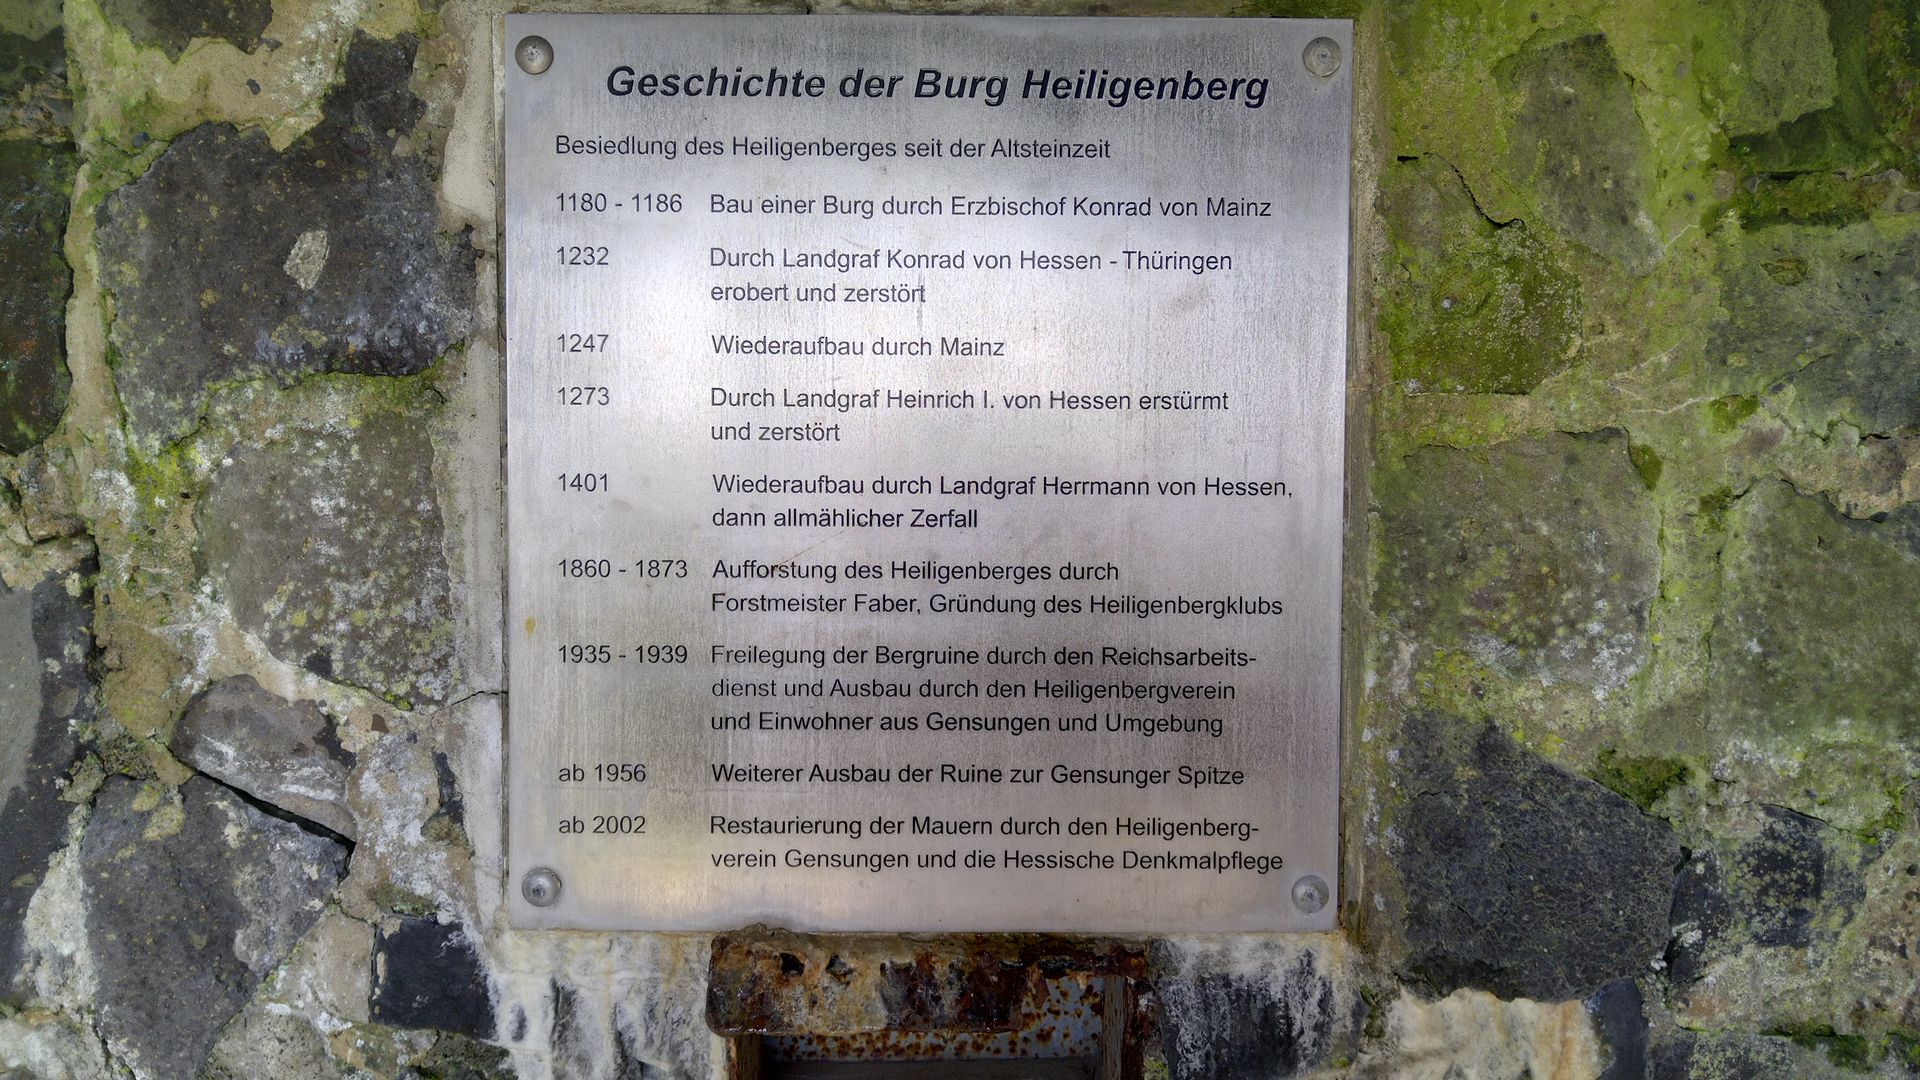 Geschichte der Burg Heiligenberg
Besiedlung des Heiligenberges seit der Altsteinzeit
1180 - 1186 Bau einer Burg durch Erzbischof Konrad von Mainz
1232 Durch Landgraf Konrad von Hessen - Thüringen
erobert und zerstört
1247 Wiederaufbau durch Mainz
1273 Durch Landgraf Heinrich I. von Hessen erstürmt
und zerstört
1401 Wiederaufbau durch Landgraf Herrmann von Hessen,
dann allmählicher Zerfall
1860 - 1873 Aufforstung des Heiligenberges durch
Forstmeister Faber, Gründung des Heiligenbergklubs
1935 - 1939 Freilegung der Bergruine durch den Reichsarbeits-
dienst und Ausbau durch den Heiligenbergverein
und Einwohner aus Gensungen und Umgebung
ab 1956 Weiterer Ausbau der Ruine zur Gensunger Spitze
ab 2002 Restaurierung der Mauern durch den Heiligenberg-
verein Gensungen und die Hessische Denkmalpflege